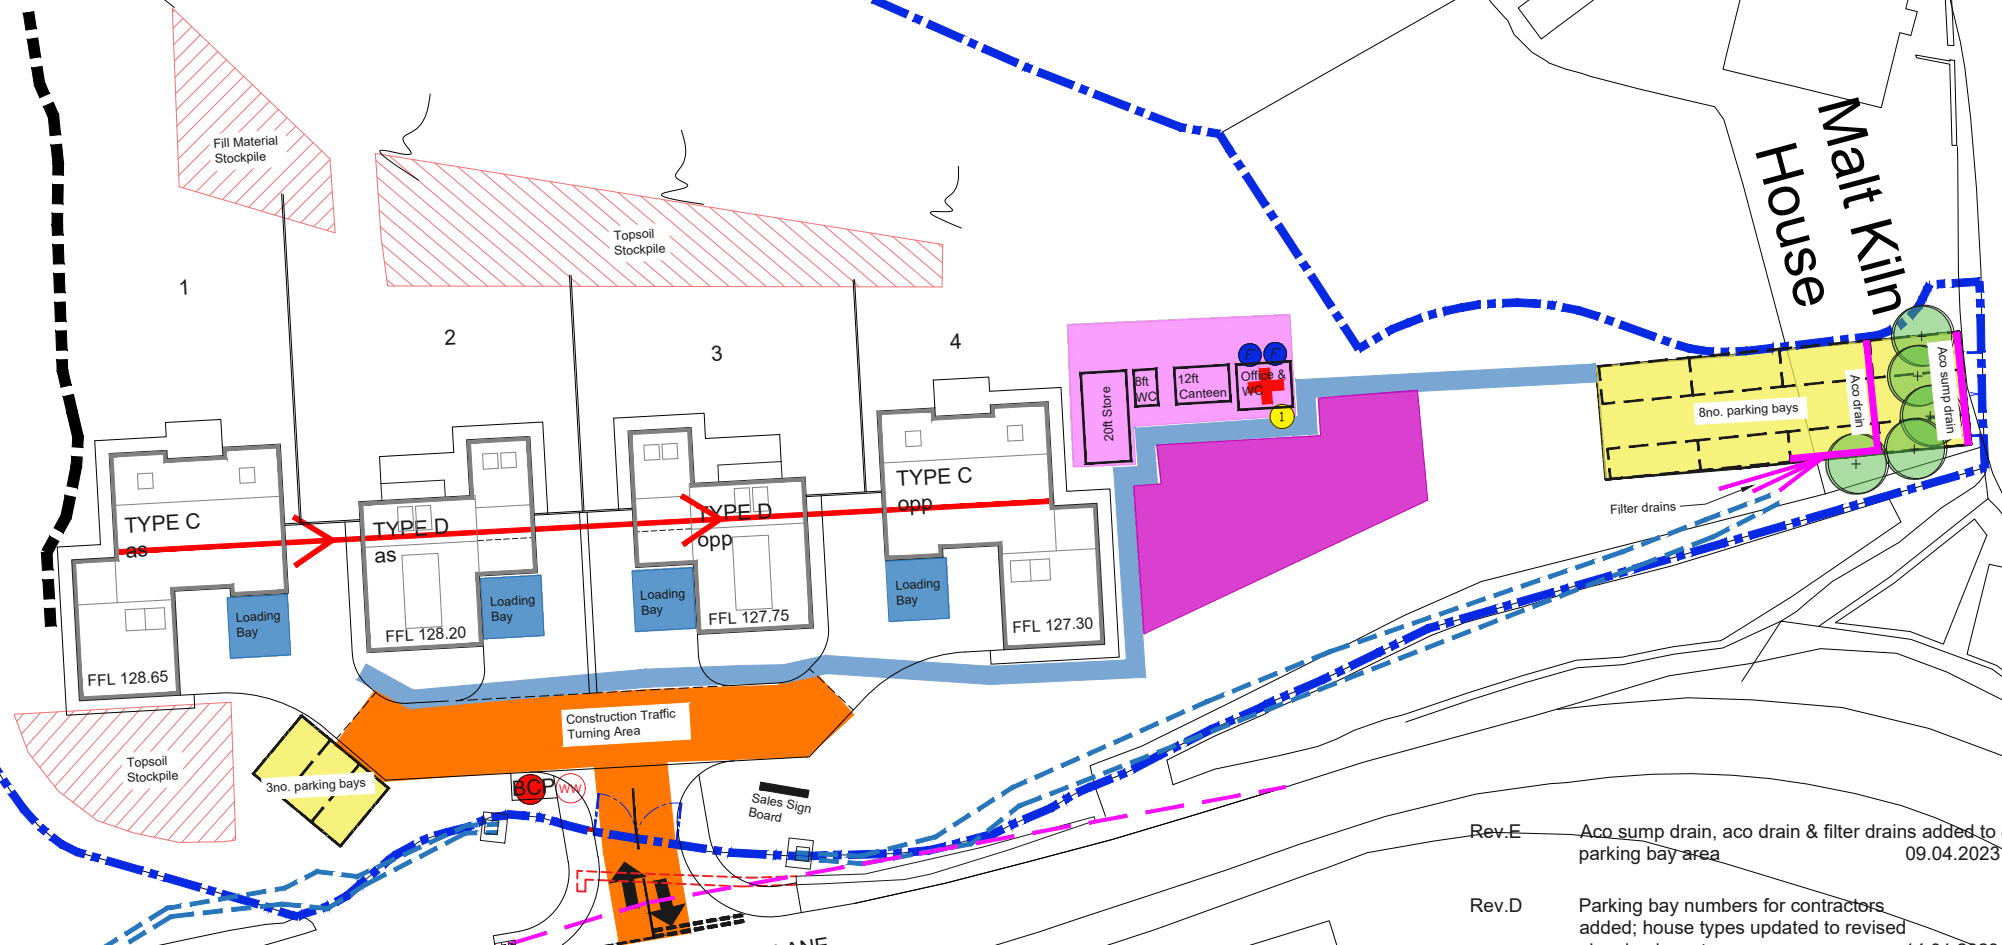 Fill Material
Stockpile
Topsoil
Stockpile
Malt Kiln
House
1
2
3
4
20ft Store
8ft
WC
12ft
Canteen
F
F
Office &
WC
1
8no. parking bays
Aco drain
Aco sump drain
Filter drains
TYPE C
as
TYPE D
as
TYPE D
opp
TYPE C
opp
Loading
Bay
Loading
Bay
Loading
Bay
Loading
Bay
FFL 128.65
FFL 128.20
FFL 127.75
FFL 127.30
Construction Traffic
Turning Area
Topsoil
Stockpile
3no. parking bays
BCP
WW
Sales Sign
Board
Rev.E Aco sump drain, aco drain & filter drains added to
parking bay area 09.04.2023
Rev.D Parking bay numbers for contractors
added; house types updated to revised